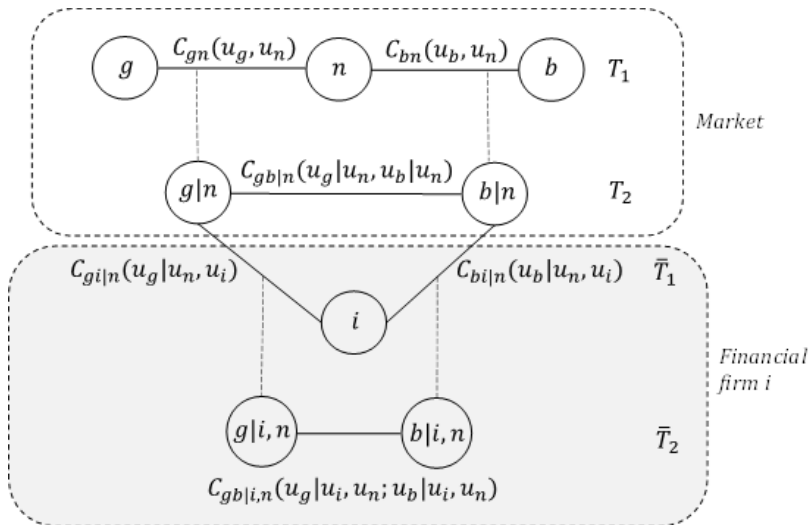 C_{gn}(u_g, u_n) C_{bn}(u_b, u_n)
g n b T_1
Market
C_{gb|n}(u_g|u_n, u_b|u_n)
g|n b|n T_2
C_{gi|n}(u_g|u_n, u_i) C_{bi|n}(u_b|u_n, u_i) T̄_1
i
Financial
firm i
g|i, n b|i, n T̄_2
C_{gb|i,n}(u_g|u_i, u_n; u_b|u_i, u_n)